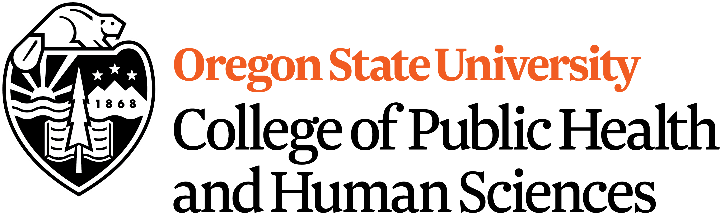 1868
Oregon State University
College of Public Health
and Human Sciences